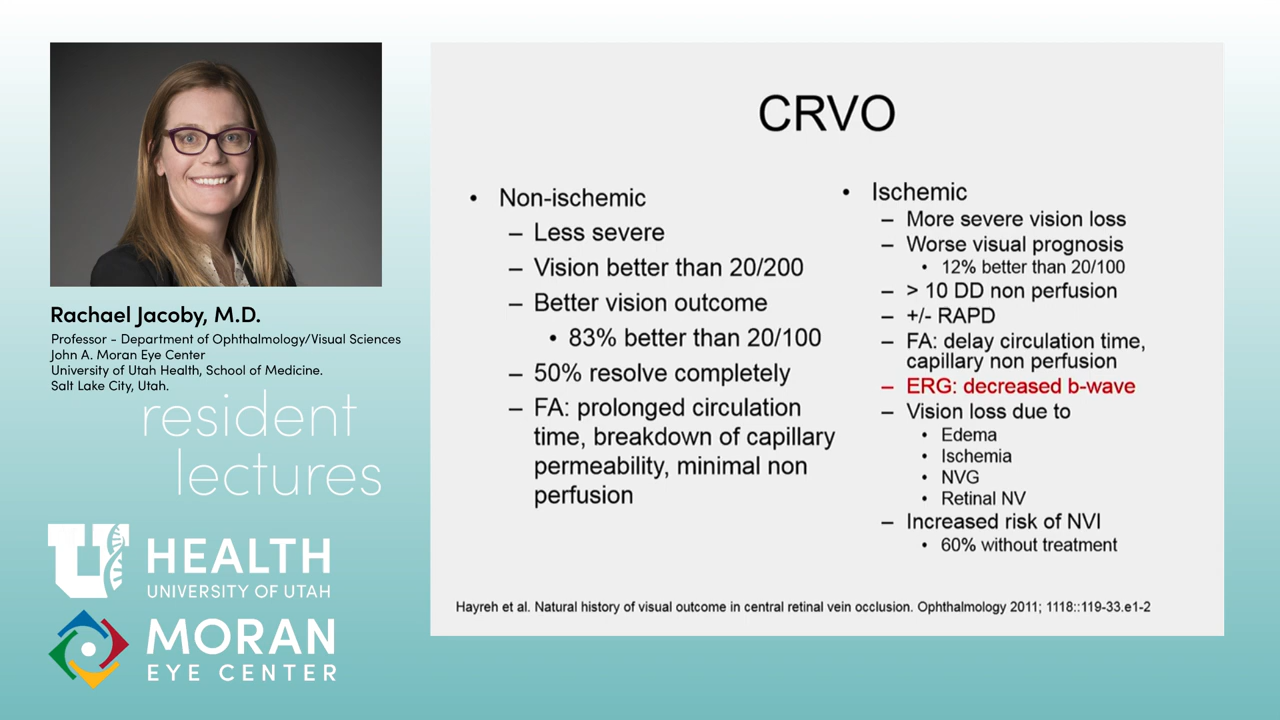 Rachael Jacoby, M.D.
Professor - Department of Ophthalmology/Visual Sciences
John A. Moran Eye Center
University of Utah Health, School of Medicine.
Salt Lake City, Utah.
resident
lectures
U
HEALTH
UNIVERSITY OF UTAH
MORAN
EYE CENTER
CRVO
• Non-ischemic
– Less severe
– Vision better than 20/200
– Better vision outcome
• 83% better than 20/100
– 50% resolve completely
– FA: prolonged circulation
time, breakdown of capillary
permeability, minimal non
perfusion
• Ischemic
– More severe vision loss
– Worse visual prognosis
• 12% better than 20/100
– > 10 DD non perfusion
– +/- RAPD
– FA: delay circulation time,
capillary non perfusion
– ERG: decreased b-wave
– Vision loss due to
• Edema
• Ischemia
• NVG
• Retinal NV
– Increased risk of NVI
• 60% without treatment
Hayreh et al. Natural history of visual outcome in central retinal vein occlusion. Ophthalmology 2011; 1118::119-33.e1-2